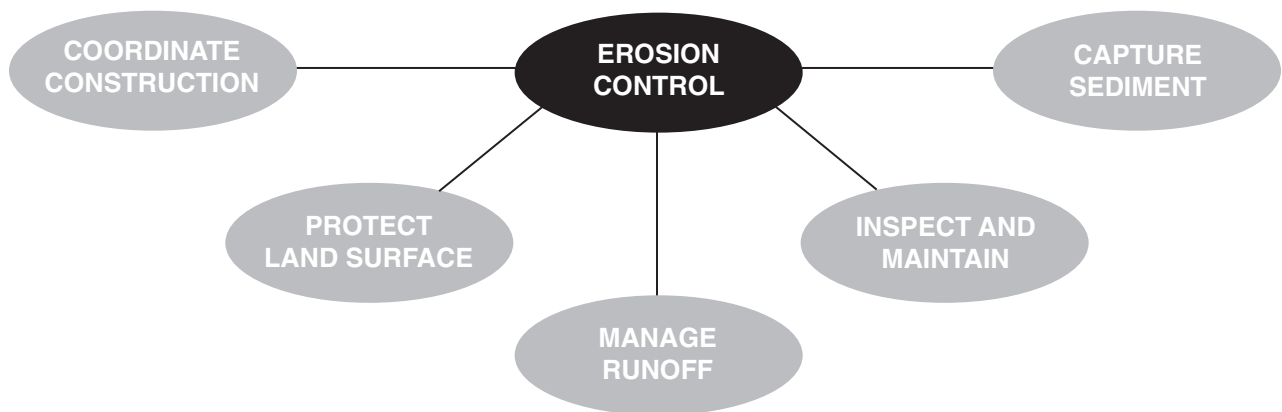 COORDINATE
CONSTRUCTION
EROSION
CONTROL
CAPTURE
SEDIMENT
PROTECT
LAND SURFACE
INSPECT AND
MAINTAIN
MANAGE
RUNOFF